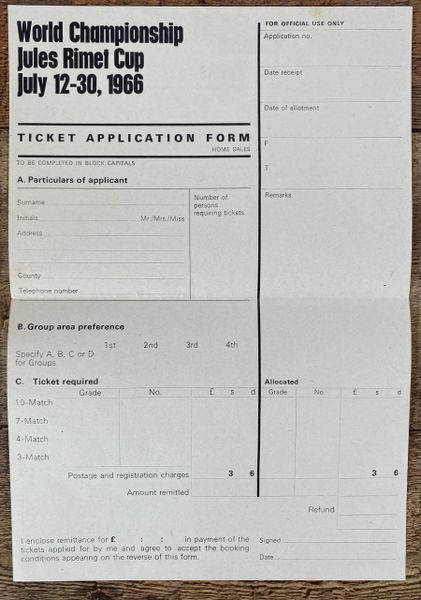 World Championship
Jules Rimet Cup
July 12-30, 1966
TICKET APPLICATION FORM
HOME SALES
TO BE COMPLETED IN BLOCK CAPITALS
A. Particulars of applicant
Surname
Initials Mr/Mrs/Miss
Address
County
Telephone number
Number of
persons
requiring tickets
FOR OFFICIAL USE ONLY
Application no.
Date receipt
Date of allotment
F
T
Remarks
B. Group area preference
1st 2nd 3rd 4th
Specify A, B, C or D
for Groups
C. Ticket required
Grade No. £ s d
10-Match
7-Match
4-Match
3-Match
Postage and registration charges 3 6
Amount remitted
Allocated
Grade No. £ s d
3 6
Refund
I enclose remittance for £ : : in payment of the
tickets applied for by me and agree to accept the booking
conditions appearing on the reverse of this form.
Signed
Date